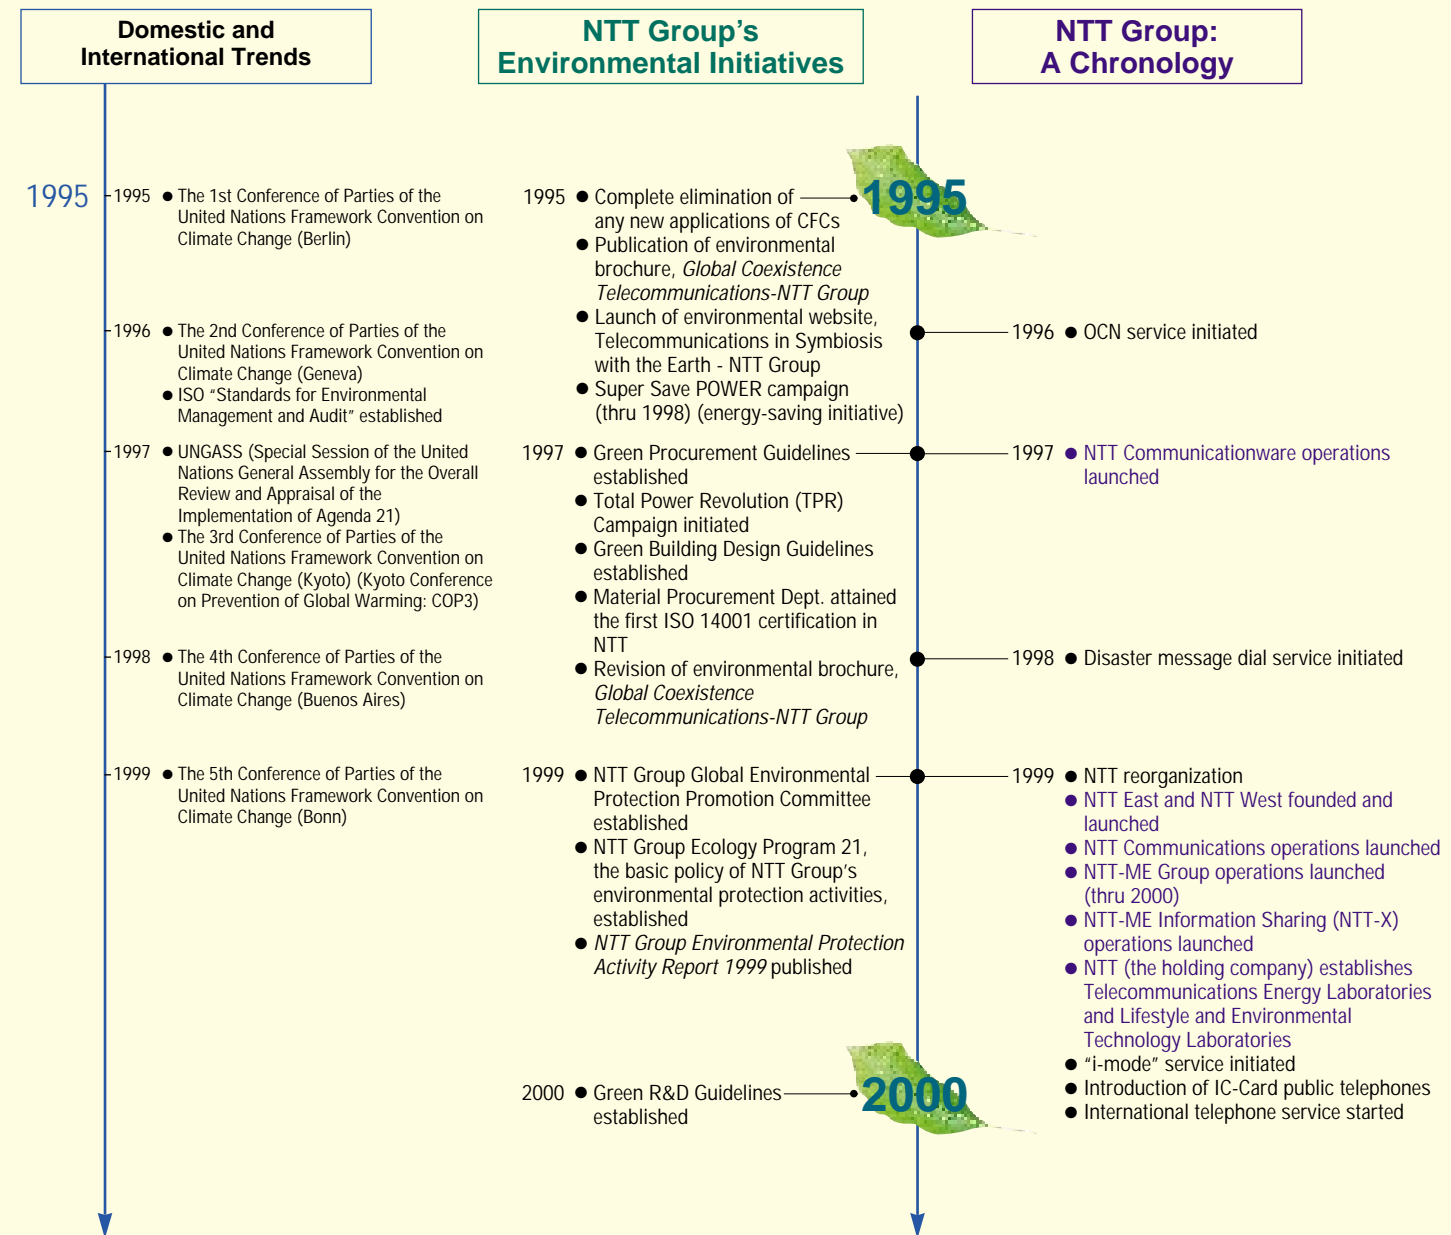 Domestic and
International Trends
NTT Group’s
Environmental Initiatives
NTT Group:
A Chronology
1995
1995 ● The 1st Conference of Parties of the
United Nations Framework Convention on
Climate Change (Berlin)
1996 ● The 2nd Conference of Parties of the
United Nations Framework Convention on
Climate Change (Geneva)
● ISO “Standards for Environmental
Management and Audit” established
1997 ● UNGASS (Special Session of the United
Nations General Assembly for the Overall
Review and Appraisal of the
Implementation of Agenda 21)
● The 3rd Conference of Parties of the
United Nations Framework Convention on
Climate Change (Kyoto) (Kyoto Conference
on Prevention of Global Warming: COP3)
1998 ● The 4th Conference of Parties of the
United Nations Framework Convention on
Climate Change (Buenos Aires)
1999 ● The 5th Conference of Parties of the
United Nations Framework Convention on
Climate Change (Bonn)
1995 ● Complete elimination of
any new applications of CFCs
● Publication of environmental
brochure, Global Coexistence
Telecommunications-NTT Group
● Launch of environmental website,
Telecommunications in Symbiosis
with the Earth - NTT Group
● Super Save POWER campaign
(thru 1998) (energy-saving initiative)
1997 ● Green Procurement Guidelines
established
● Total Power Revolution (TPR)
Campaign initiated
● Green Building Design Guidelines
established
● Material Procurement Dept. attained
the first ISO 14001 certification in
NTT
● Revision of environmental brochure,
Global Coexistence
Telecommunications-NTT Group
1999 ● NTT Group Global Environmental
Protection Promotion Committee
established
● NTT Group Ecology Program 21,
the basic policy of NTT Group’s
environmental protection activities,
established
● NTT Group Environmental Protection
Activity Report 1999 published
2000 ● Green R&D Guidelines
established
1995
2000
1996 ● OCN service initiated
1997 ● NTT Communicationware operations
launched
1998 ● Disaster message dial service initiated
1999 ● NTT reorganization
● NTT East and NTT West founded and
launched
● NTT Communications operations launched
● NTT-ME Group operations launched
(thru 2000)
● NTT-ME Information Sharing (NTT-X)
operations launched
● NTT (the holding company) establishes
Telecommunications Energy Laboratories
and Lifestyle and Environmental
Technology Laboratories
● “i-mode” service initiated
● Introduction of IC-Card public telephones
● International telephone service started